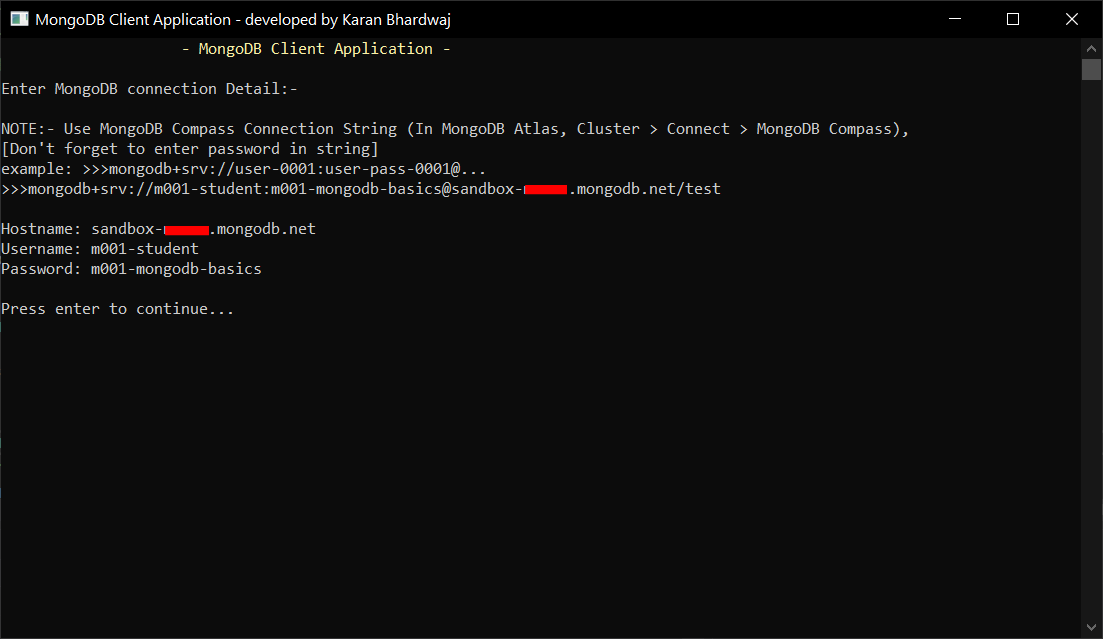 MongoDB Client Application - developed by Karan Bhardwaj
- MongoDB Client Application -
Enter MongoDB connection Detail:-
NOTE:- Use MongoDB Compass Connection String (In MongoDB Atlas, Cluster > Connect > MongoDB Compass),
[Don't forget to enter password in string]
example: >>>mongodb+srv://user-0001:user-pass-0001@...
>>>mongodb+srv://m001-student:m001-mongodb-basics@sandbox-.mongodb.net/test
Hostname: sandbox-.mongodb.net
Username: m001-student
Password: m001-mongodb-basics
Press enter to continue...